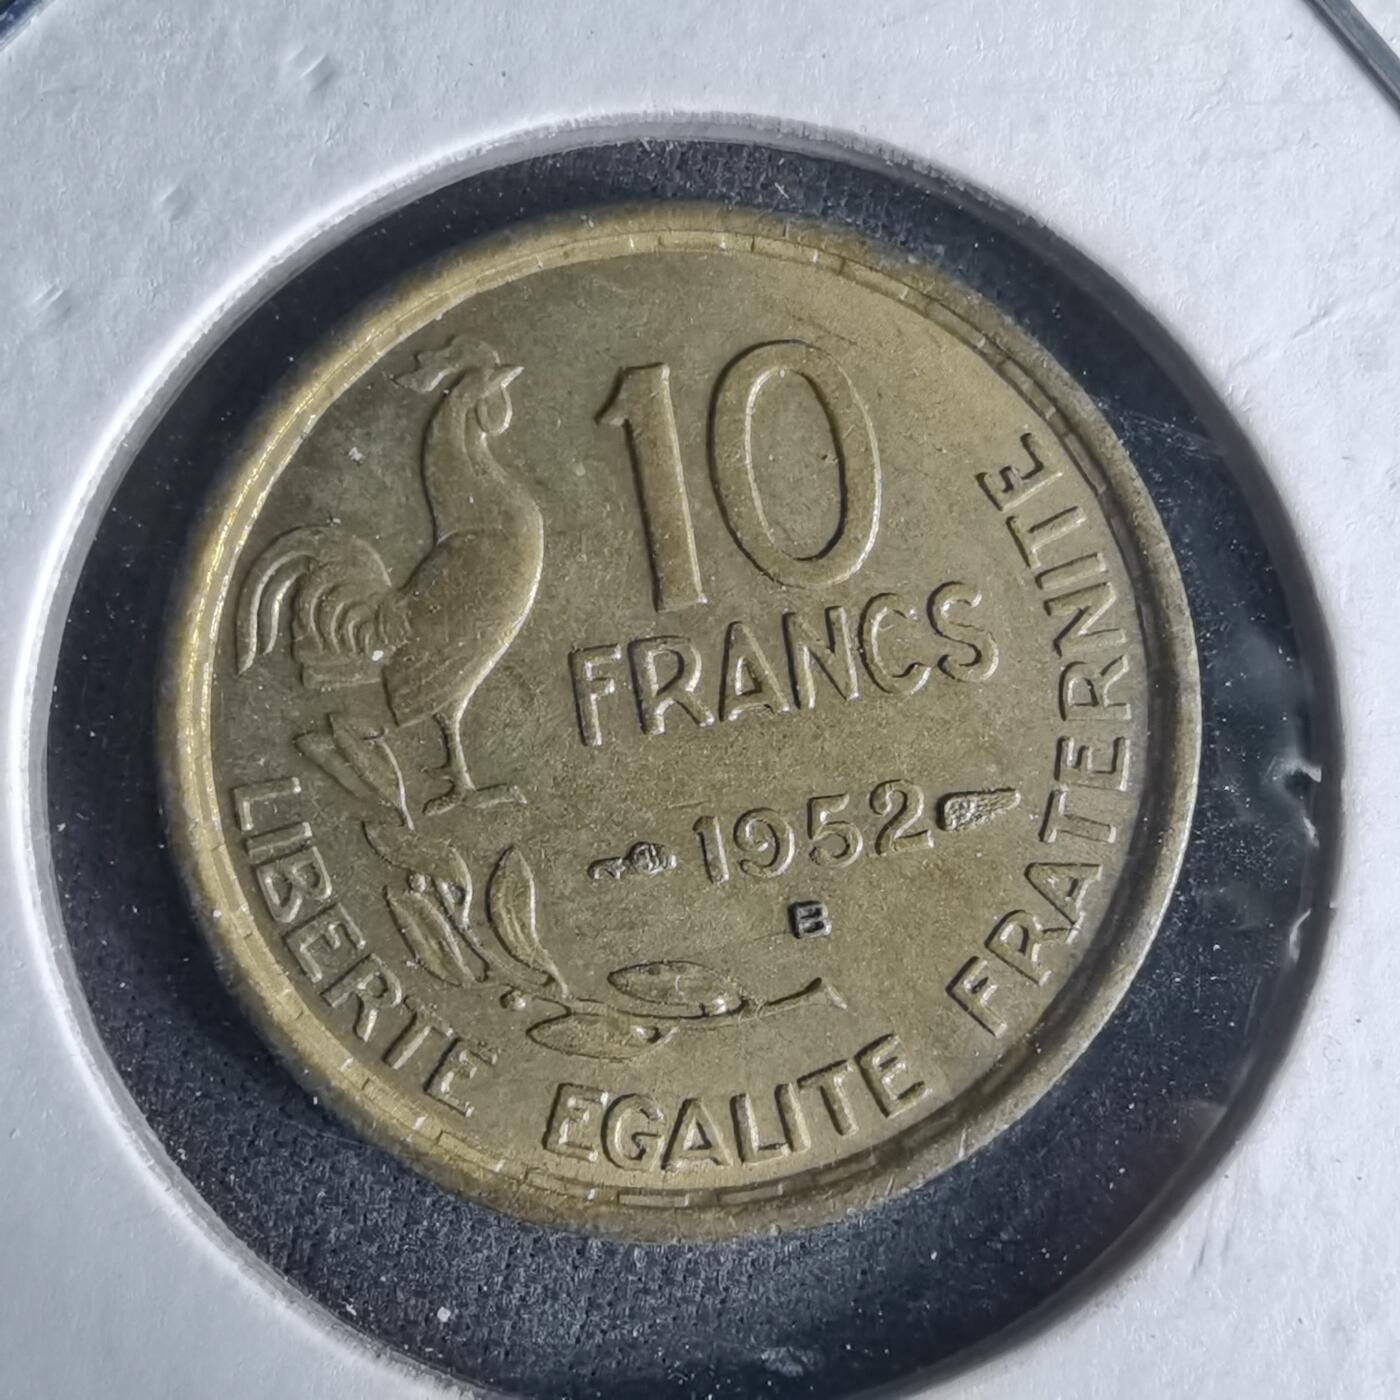 10
FRANCS
1952
B
LIBERTE EGALITE FRATERNITE